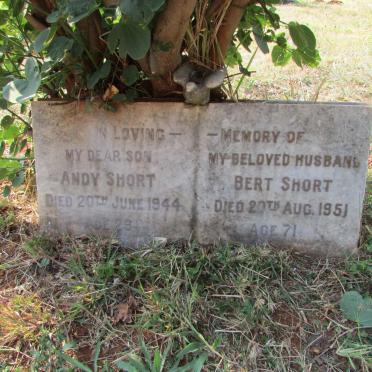 IN LOVING — — MEMORY OF
MY DEAR SON
ANDY SHORT
DIED 20TH JUNE 1944
AGE
MY BELOVED HUSBAND
BERT SHORT
DIED 20TH AUG. 1951
AGE 71